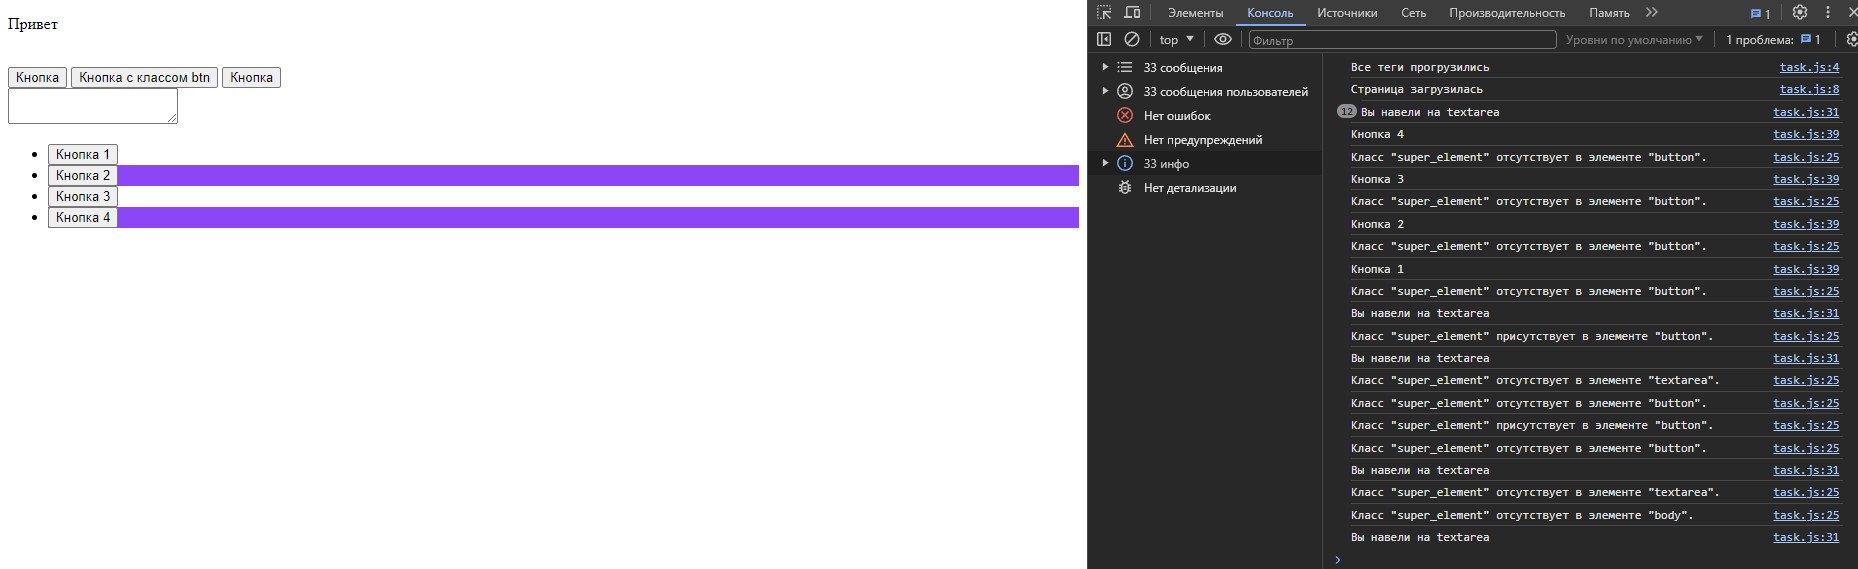 Привет
Кнопка Кнопка с классом btn Кнопка
Кнопка 1
Кнопка 2
Кнопка 3
Кнопка 4
Элементы Консоль Источники Сеть Производительность Память 1
top Фильтр Уровни по умолчанию 1 проблема: 1
33 сообщения
33 сообщения пользователей
Нет ошибок
Нет предупреждений
33 инфо
Нет детализации
Все теги прогрузились task.js:4
Страница загрузилась task.js:8
12 Вы навели на textarea task.js:31
Кнопка 4 task.js:39
Класс "super_element" отсутствует в элементе "button". task.js:25
Кнопка 3 task.js:39
Класс "super_element" отсутствует в элементе "button". task.js:25
Кнопка 2 task.js:39
Класс "super_element" отсутствует в элементе "button". task.js:25
Кнопка 1 task.js:39
Класс "super_element" отсутствует в элементе "button". task.js:25
Вы навели на textarea task.js:31
Класс "super_element" присутствует в элементе "button". task.js:25
Вы навели на textarea task.js:31
Класс "super_element" отсутствует в элементе "textarea". task.js:25
Класс "super_element" отсутствует в элементе "button". task.js:25
Класс "super_element" присутствует в элементе "button". task.js:25
Класс "super_element" отсутствует в элементе "button". task.js:25
Вы навели на textarea task.js:31
Класс "super_element" отсутствует в элементе "textarea". task.js:25
Класс "super_element" отсутствует в элементе "body". task.js:25
Вы навели на textarea task.js:31